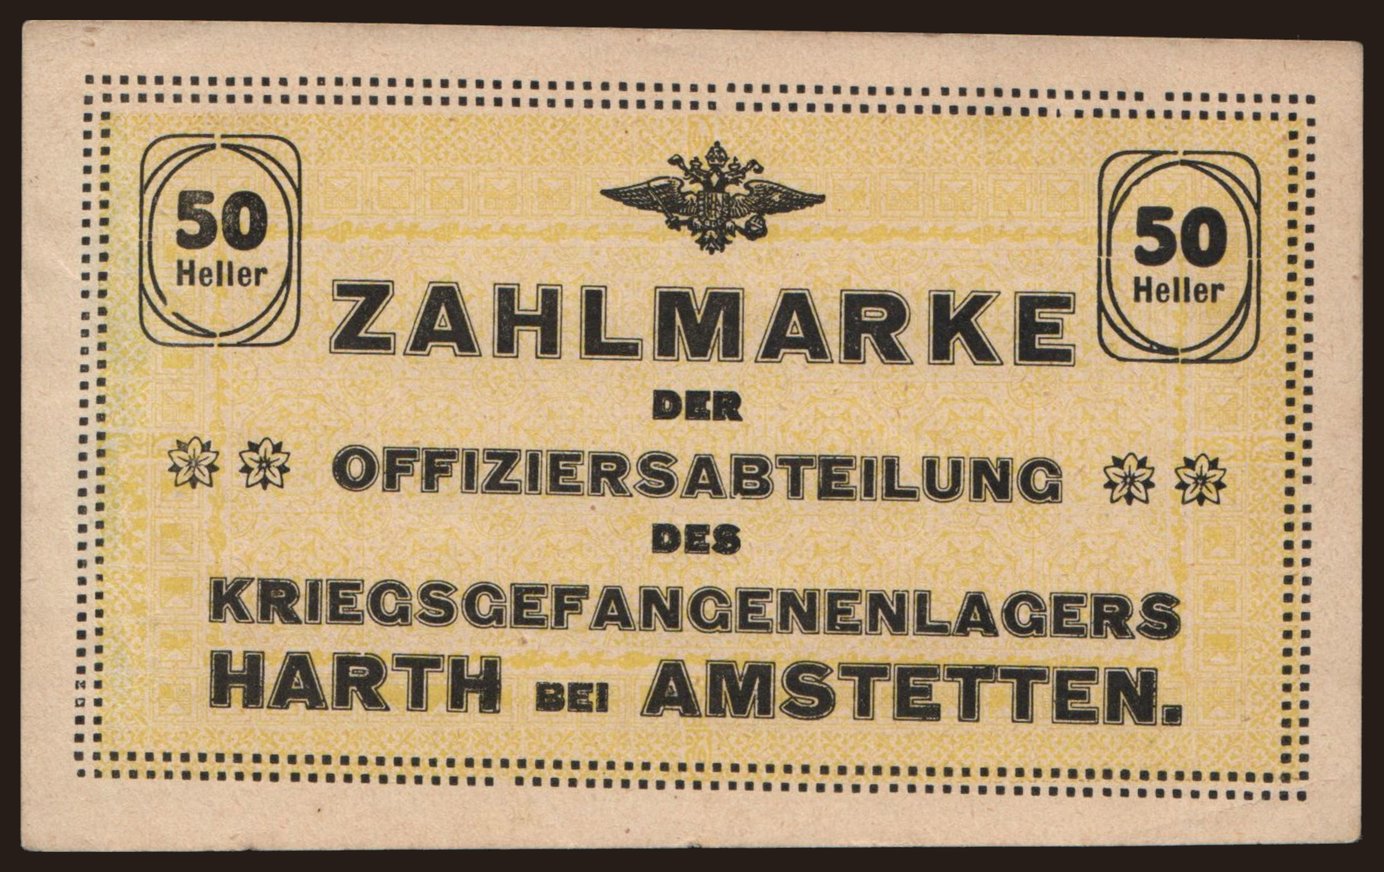 50
Heller
50
Heller
ZAHLMARKE
DER
OFFIZIERSABTEILUNG
DES
KRIEGSGEFANGENENLAGERS
HARTH BEI AMSTETTEN.